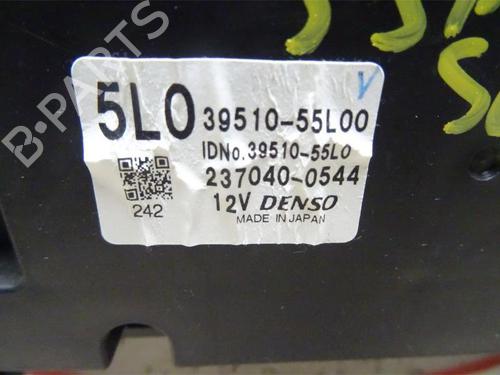 V
5L0 39510-55L00
IDNo.39510-55L0
237040-0544
242
12V DENSO
MADE IN JAPAN
B-PARTS